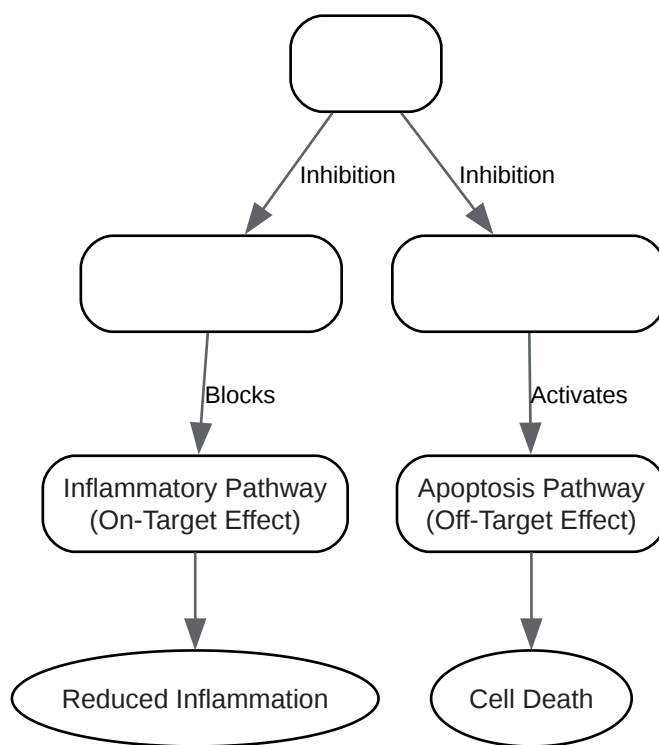 Inhibition
Inhibition
Blocks
Activates
Inflammatory Pathway
(On-Target Effect)
Apoptosis Pathway
(Off-Target Effect)
Reduced Inflammation
Cell Death